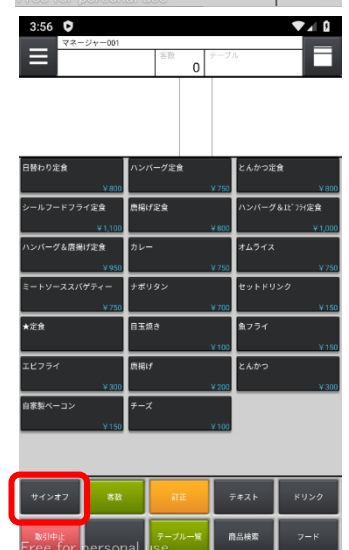 Free for personal use
3:56
マネージャー001
客数
テーブル
0
日替わり定食 ハンバーグ定食 とんかつ定食
¥800 ¥750 ¥800
シールフードフライ定食 唐揚げ定食 ハンバーグ&ｴﾋﾞﾌﾗｲ定食
¥1,100 ¥800 ¥1,000
ハンバーグ&唐揚げ定食 カレー オムライス
¥950 ¥750 ¥750
ミートソーススパゲティー ナポリタン セットドリンク
¥750 ¥700 ¥150
★定食 目玉焼き 魚フライ
¥100 ¥150
エビフライ 唐揚げ とんかつ
¥300 ¥200 ¥300
自家製ベーコン チーズ
¥150 ¥100
サインオフ 客数 訂正 テキスト ドリンク
取引中止 テーブル一覧 商品検索 フード
Free for personal use